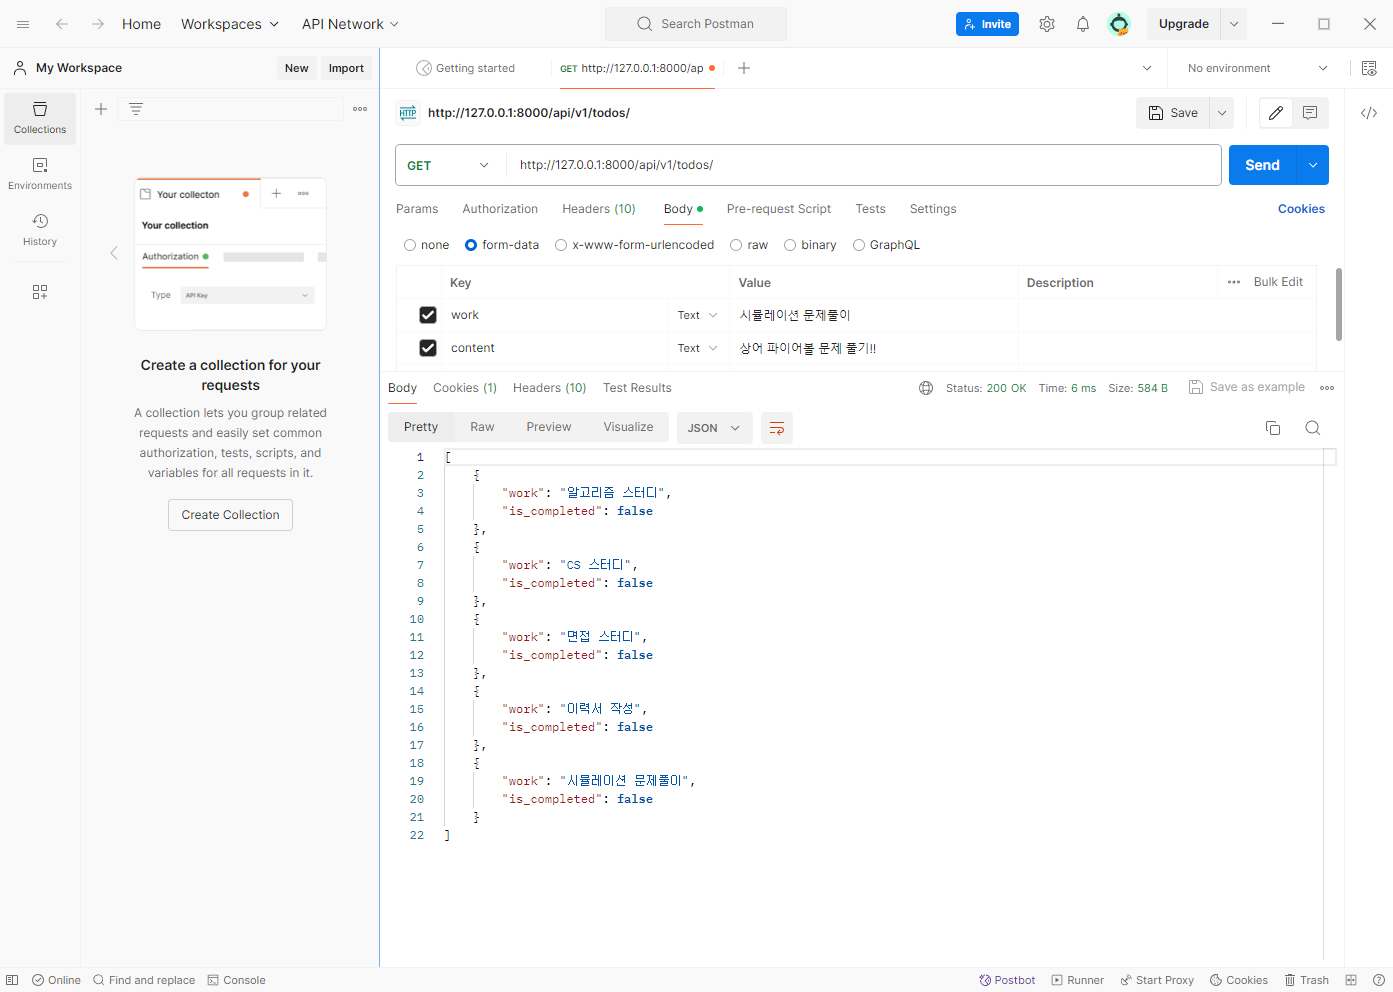 Home Workspaces API Network Search Postman Invite Upgrade
My Workspace New Import Getting started GET http://127.0.0.1:8000/ap No environment
Collections
Environments
History
Your collecton
Your collection
Authorization
Type API Key
Create a collection for your
requests
A collection lets you group related
requests and easily set common
authorization, tests, scripts, and
variables for all requests in it.
Create Collection
HTTP http://127.0.0.1:8000/api/v1/todos/ Save
GET http://127.0.0.1:8000/api/v1/todos/ Send
Params Authorization Headers (10) Body Pre-request Script Tests Settings Cookies
none form-data x-www-form-urlencoded raw binary GraphQL
Key Value Description Bulk Edit
work Text 시뮬레이션 문제풀이
content Text 상어 파이어볼 문제 풀기!!
Body Cookies (1) Headers (10) Test Results Status: 200 OK Time: 6 ms Size: 584 B Save as example
Pretty Raw Preview Visualize JSON
1 [
2 {
3 "work": "알고리즘 스터디",
4 "is_completed": false
5 },
6 {
7 "work": "CS 스터디",
8 "is_completed": false
9 },
10 {
11 "work": "면접 스터디",
12 "is_completed": false
13 },
14 {
15 "work": "이력서 작성",
16 "is_completed": false
17 },
18 {
19 "work": "시뮬레이션 문제풀이",
20 "is_completed": false
21 }
22 ]
Online Find and replace Console Postbot Runner Start Proxy Cookies Trash